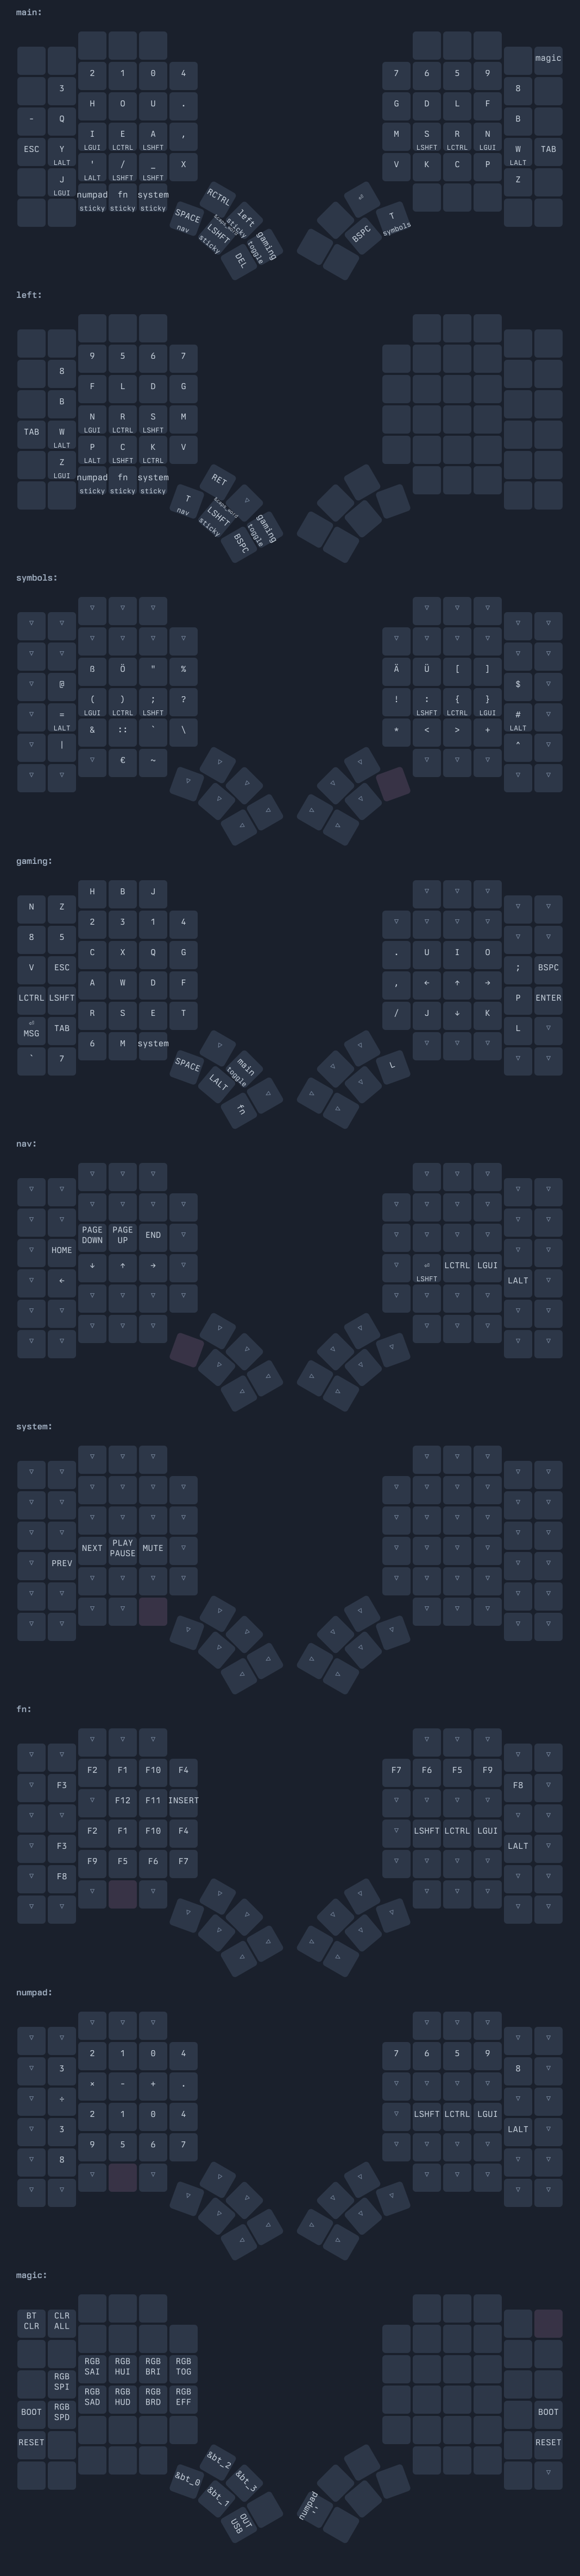 main:
magic
2 1 0 4 7 6 5 9
3 8
H O U . G D L F
- Q B
I E A , M S R N
LGUI LCTRL LSHFT LSHFT LCTRL LGUI
ESC Y W TAB
LALT LALT
' / _ X V K C P
LALT LSHFT LSHFT
J Z
LGUI
numpad fn system
sticky sticky sticky
RCTRL ⏎
SPACE left T
nav sticky symbols
LSHFT gaming BSPC
sticky toggle
DEL
left:
9 5 6 7
8
F L D G
B
N R S M
LGUI LCTRL LSHFT
TAB W
LALT
P C K V
LALT LSHFT LCTRL
Z
LGUI
numpad fn system
sticky sticky sticky
RET
T ▽
nav
LSHFT gaming
sticky toggle
BSPC
symbols:
ß Ö " % Ä Ü [ ]
@ $
( ) ; ? ! : { }
LGUI LCTRL LSHFT LSHFT LCTRL LGUI
= #
LALT LALT
& :: ` \ * < > +
| ^
€ ~
gaming:
H B J
N Z
2 3 1 4
8 5
C X Q G . U I O
V ESC ; BSPC
A W D F , ← ↑ →
LCTRL LSHFT P ENTER
R S E T / J ↓ K
⏎
MSG TAB L
6 M system
7
SPACE main L
toggle
LALT
fn
nav:
PAGE DOWN PAGE UP END
HOME
↓ ↑ → ⏎ LCTRL LGUI
LSHFT
← LALT
system:
NEXT PLAY PAUSE MUTE
PREV
fn:
F2 F1 F10 F4 F7 F6 F5 F9
F3 F8
F12 F11 INSERT
F2 F1 F10 F4 LSHFT LCTRL LGUI
F3 LALT
F9 F5 F6 F7
F8
numpad:
2 1 0 4 7 6 5 9
3 8
× - + .
÷
2 1 0 4 LSHFT LCTRL LGUI
3 LALT
9 5 6 7
8
magic:
BT CLR CLR ALL
RGB SAI RGB HUI RGB BRI RGB TOG
RGB SPI
RGB SAD RGB HUD RGB BRD RGB EFF
BOOT RGB SPD BOOT
RESET RESET
&bt_2
&bt_0 &bt_3
&bt_1 numpad
OUT USB